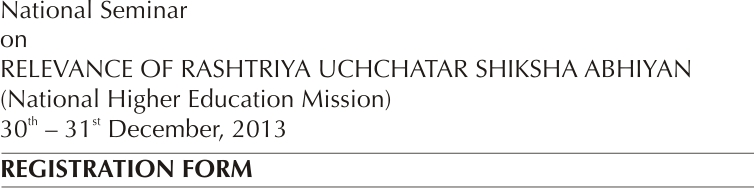 National Seminar
on
RELEVANCE OF RASHTRIYA UCHCHATAR SHIKSHA ABHIYAN
(National Higher Education Mission)
30th – 31st December, 2013
REGISTRATION FORM